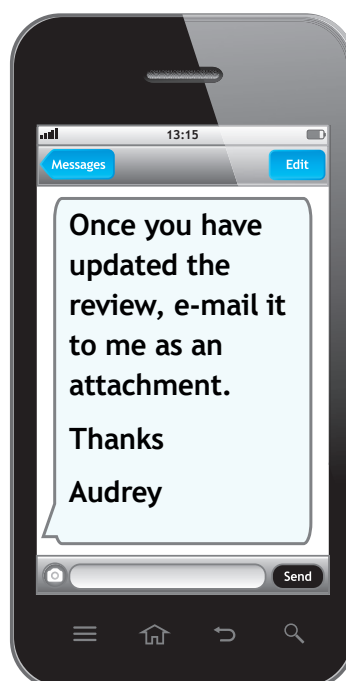 13:15
Messages
Edit
Once you have
updated the
review, e-mail it
to me as an
attachment.
Thanks
Audrey
Send